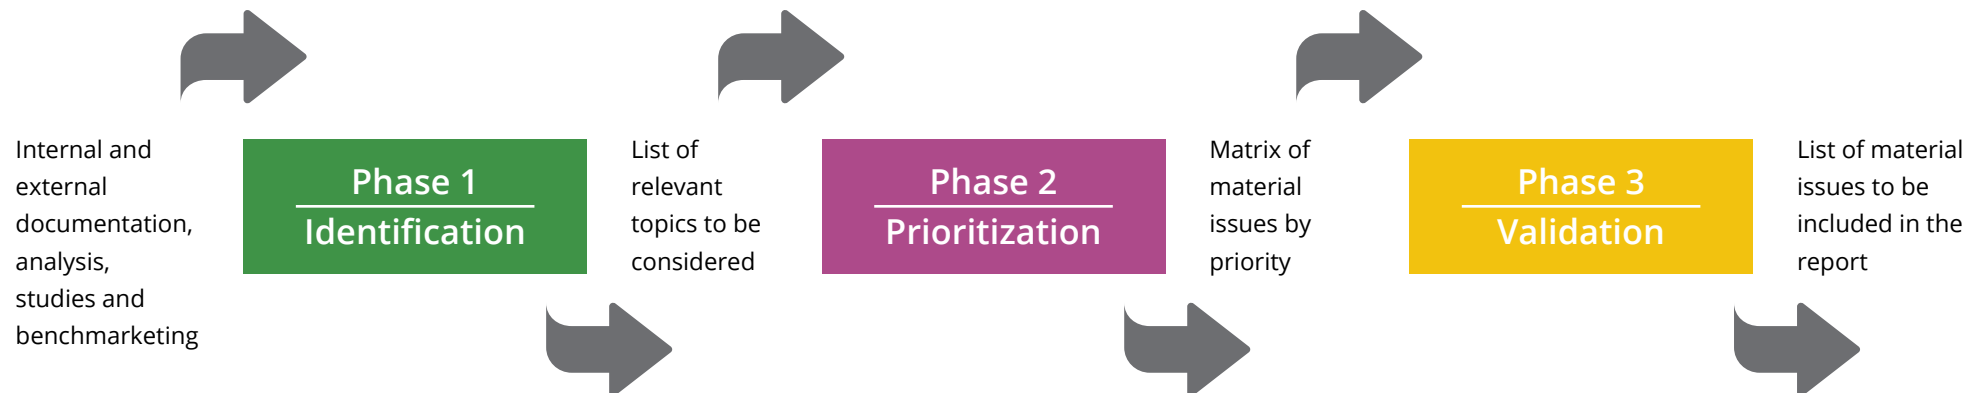 Internal and
external
documentation,
analysis,
studies and
benchmarketing
Phase 1
Identification
List of
relevant
topics to be
considered
Phase 2
Prioritization
Matrix of
material
issues by
priority
Phase 3
Validation
List of material
issues to be
included in the
report